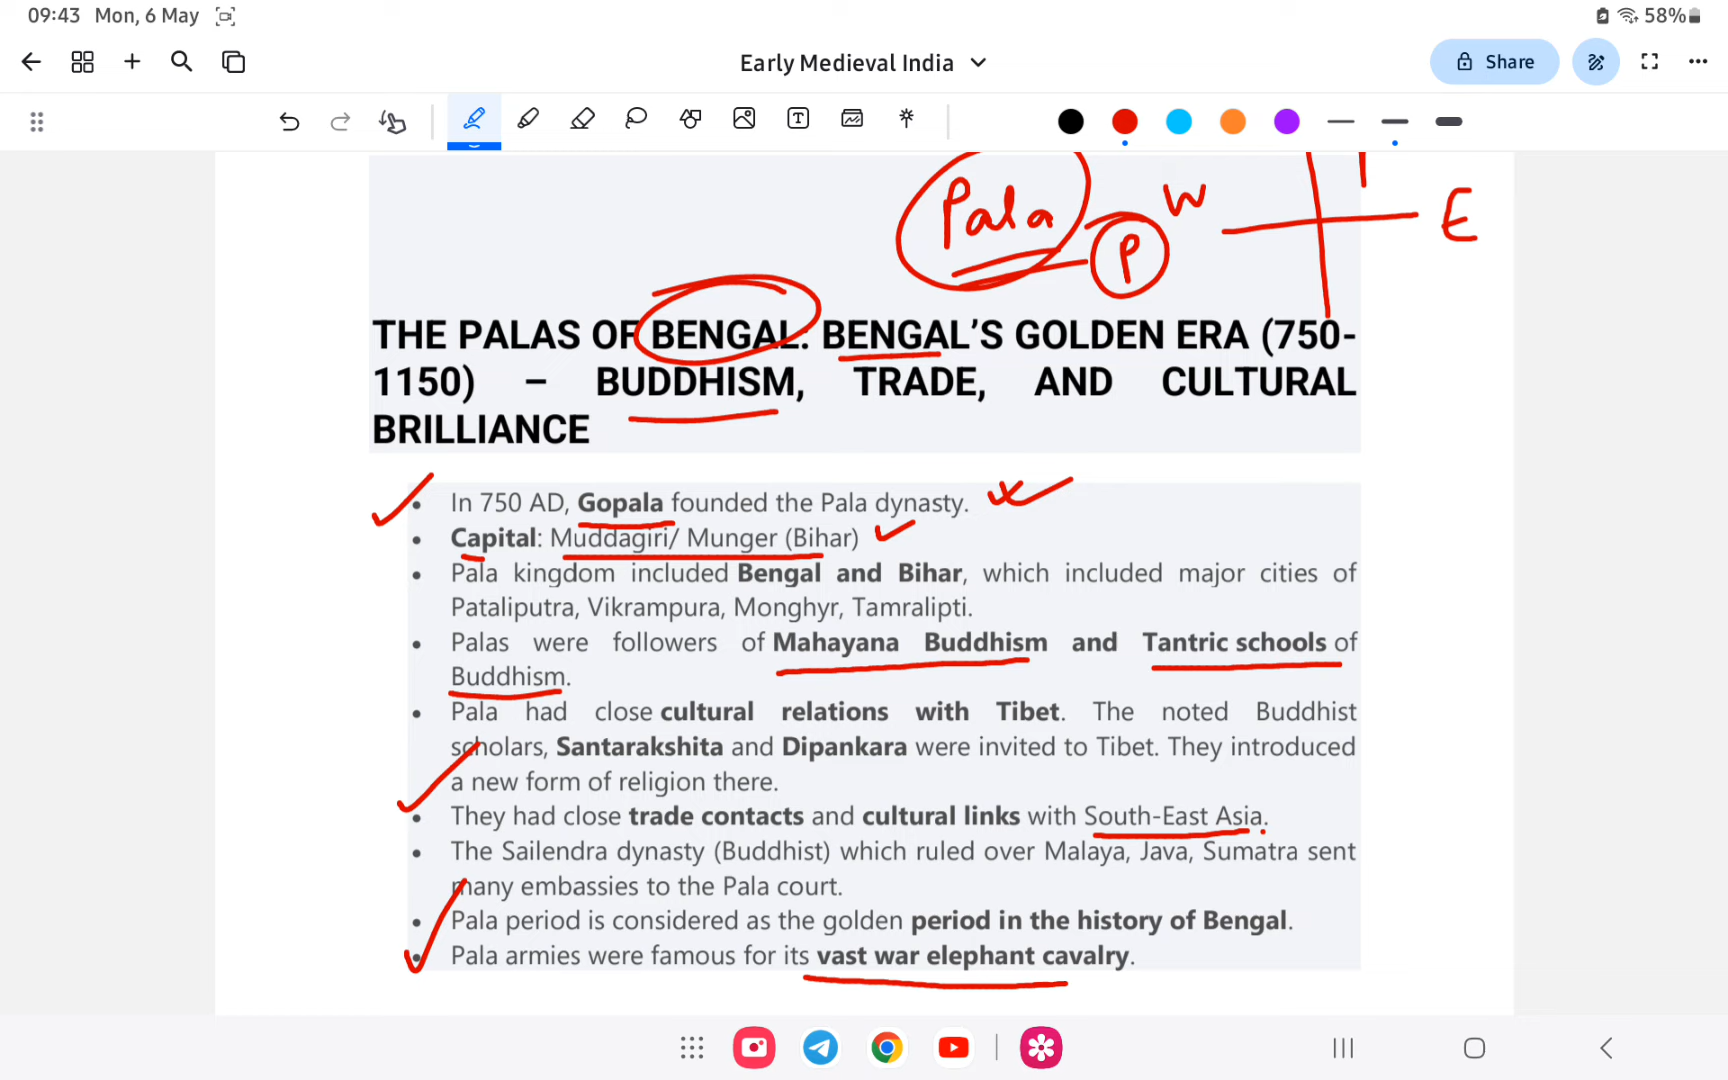 09:43 Mon, 6 May 58%
Early Medieval India
Share
Pala
P
W
E
THE PALAS OF BENGAL: BENGAL’S GOLDEN ERA (750-
1150) – BUDDHISM, TRADE, AND CULTURAL
BRILLIANCE
• In 750 AD, Gopala founded the Pala dynasty.
• Capital: Muddagiri/ Munger (Bihar)
• Pala kingdom included Bengal and Bihar, which included major cities of
Pataliputra, Vikrampura, Monghyr, Tamralipti.
• Palas were followers of Mahayana Buddhism and Tantric schools of
Buddhism.
• Pala had close cultural relations with Tibet. The noted Buddhist
scholars, Santarakshita and Dipankara were invited to Tibet. They introduced
a new form of religion there.
• They had close trade contacts and cultural links with South-East Asia.
• The Sailendra dynasty (Buddhist) which ruled over Malaya, Java, Sumatra sent
many embassies to the Pala court.
• Pala period is considered as the golden period in the history of Bengal.
• Pala armies were famous for its vast war elephant cavalry.